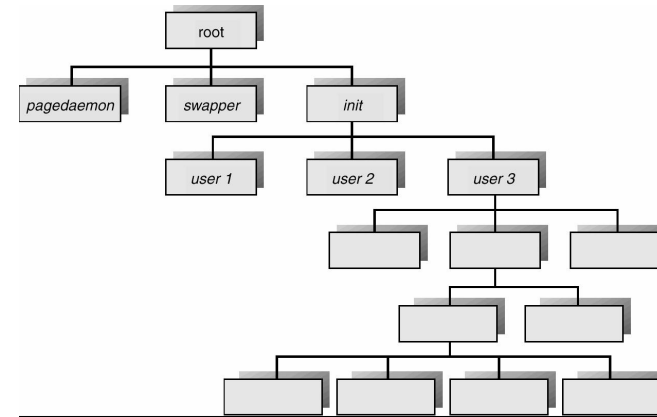 root
pagedaemon
swapper
init
user 1
user 2
user 3